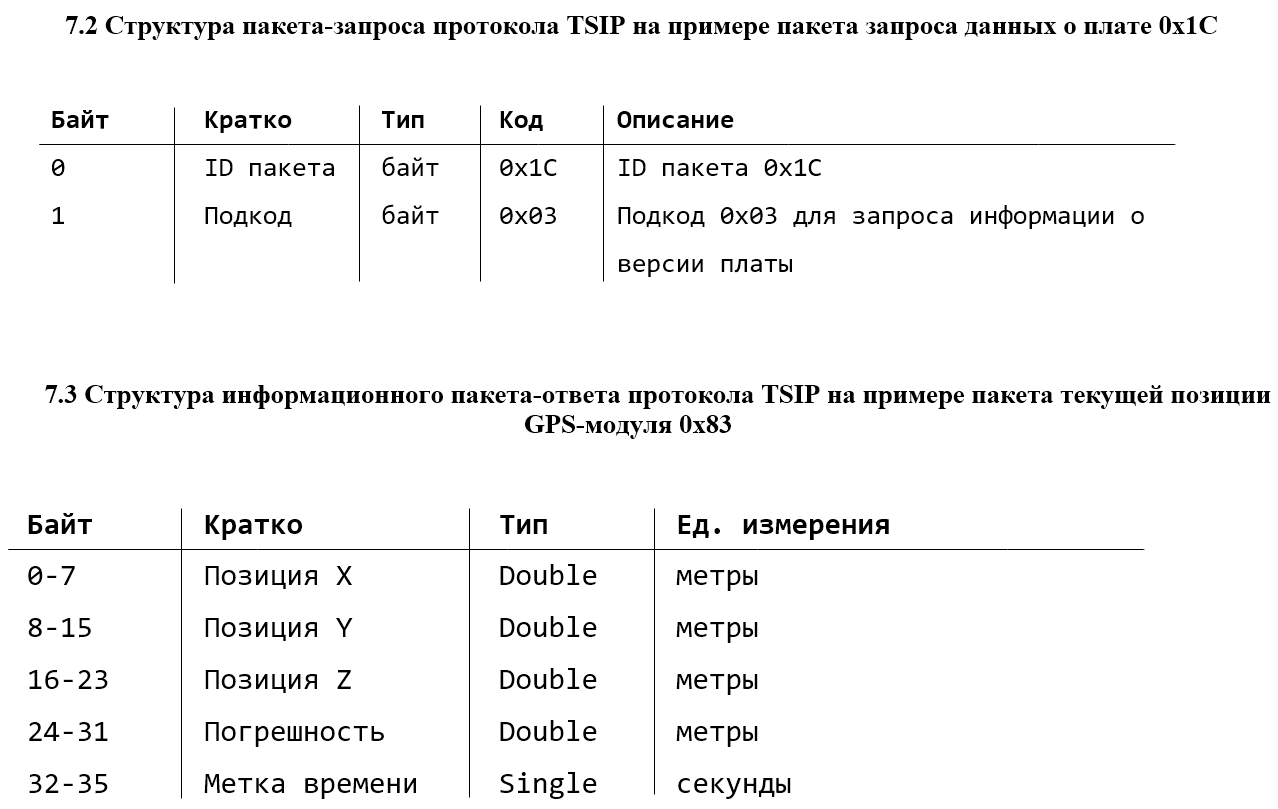 7.2 Структура пакета-запроса протокола TSIP на примере пакета запроса данных о плате 0x1C
Байт Кратко Тип Код Описание
0 ID пакета байт 0x1C ID пакета 0x1C
1 Подкод байт 0x03 Подкод 0x03 для запроса информации о
версии платы
7.3 Структура информационного пакета-ответа протокола TSIP на примере пакета текущей позиции
GPS-модуля 0x83
Байт Кратко Тип Ед. измерения
0-7 Позиция X Double метры
8-15 Позиция Y Double метры
16-23 Позиция Z Double метры
24-31 Погрешность Double метры
32-35 Метка времени Single секунды